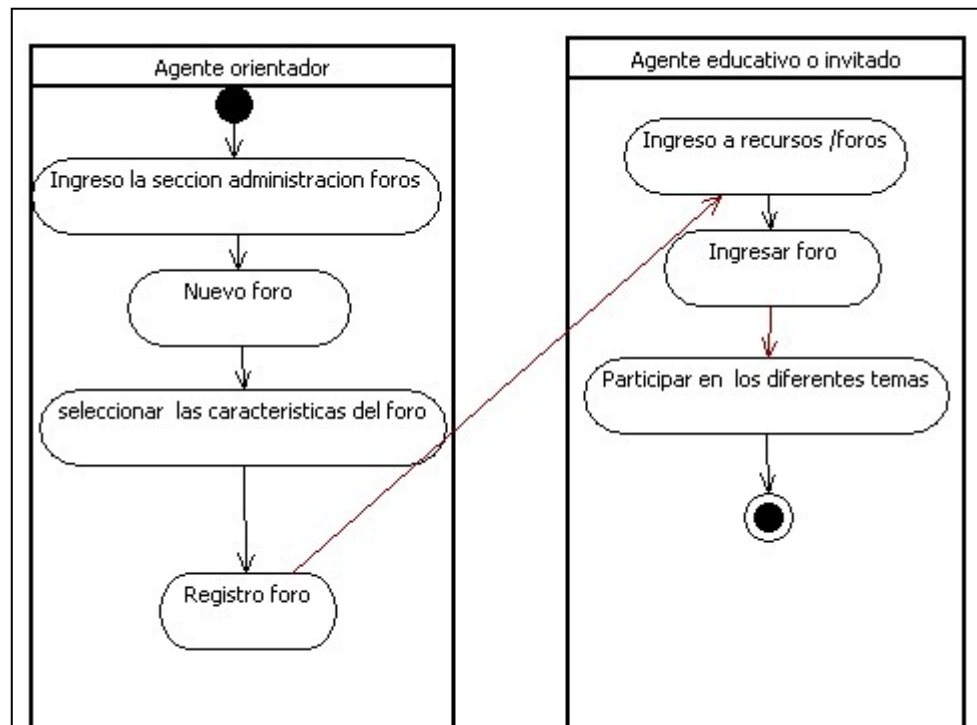 Agente orientador
Ingreso la seccion administracion foros
Nuevo foro
seleccionar las caracteristicas del foro
Registro foro
Agente educativo o invitado
Ingreso a recursos /foros
Ingresar foro
Participar en los diferentes temas